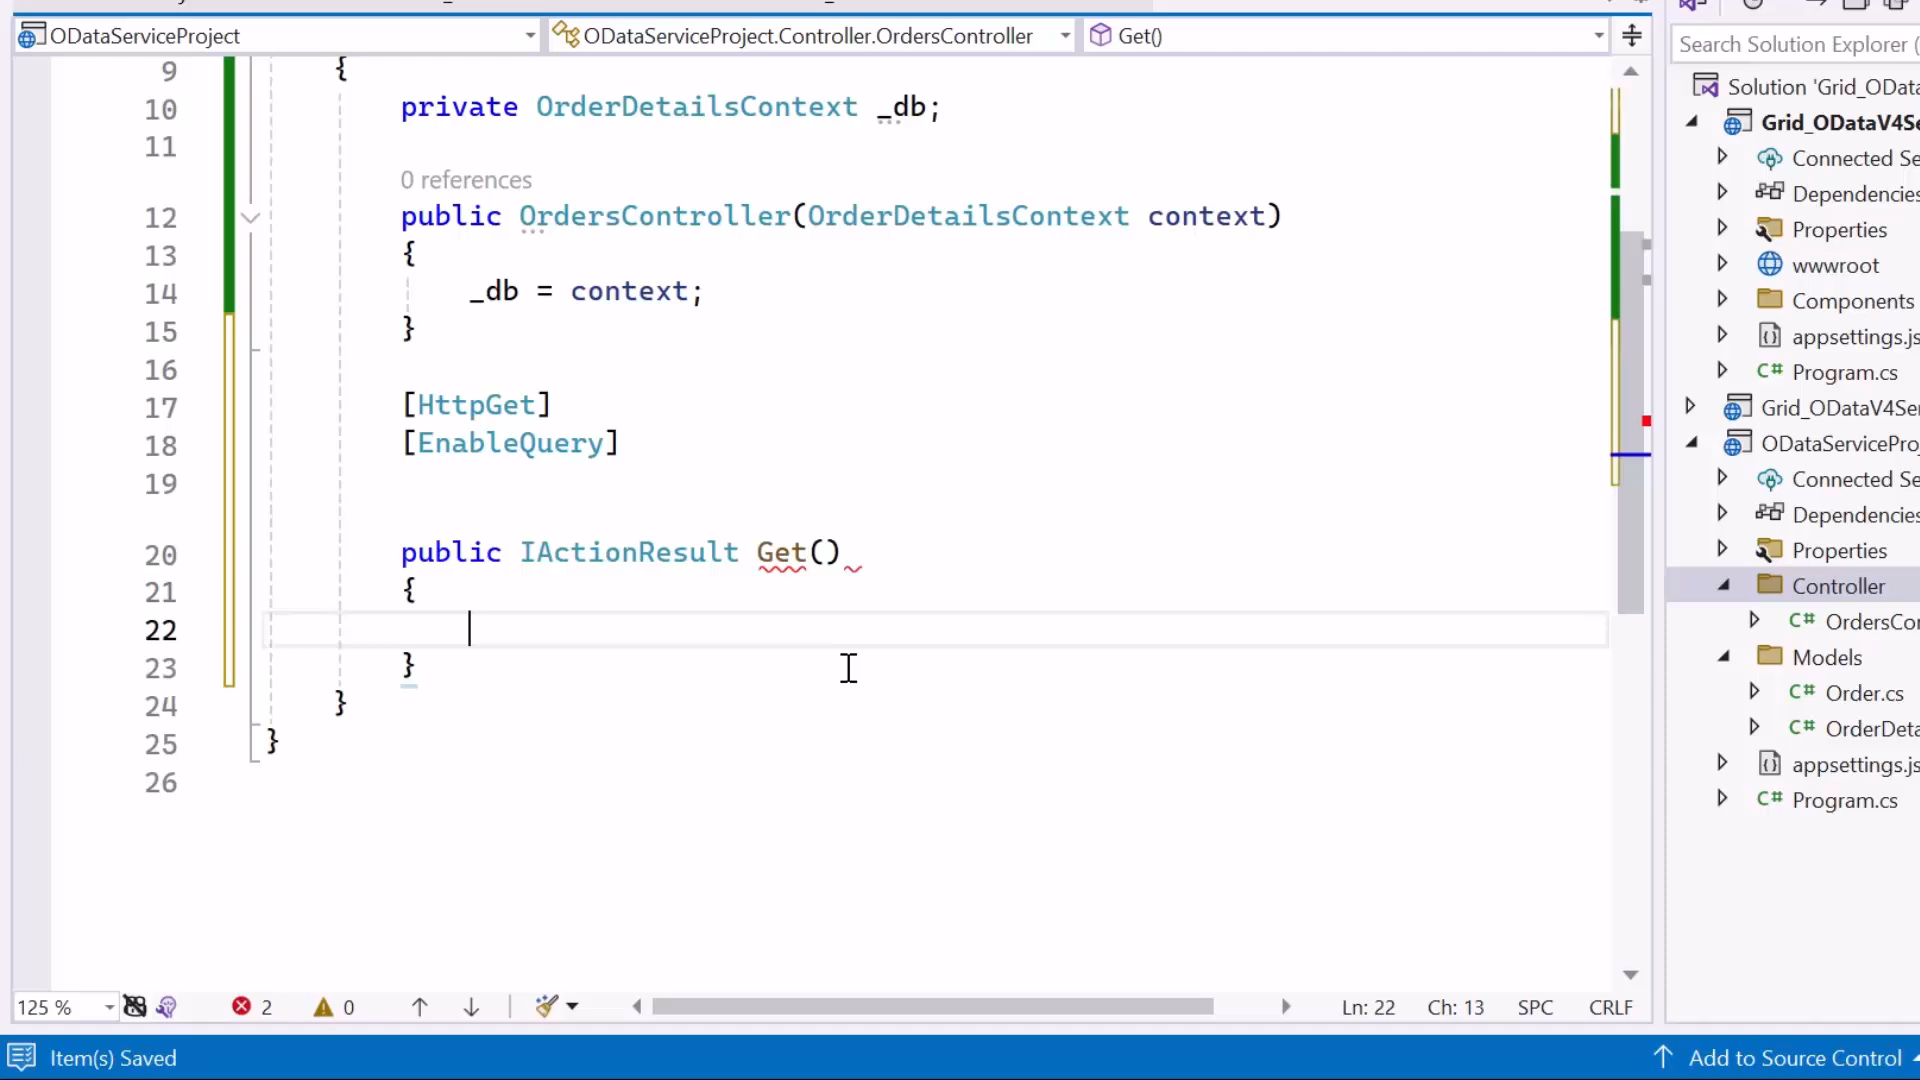 ODataServiceProject
ODataServiceProject.Controller.OrdersController
Get()
9 {
10 private OrderDetailsContext _db;
11
0 references
12 public OrdersController(OrderDetailsContext context)
13 {
14 _db = context;
15 }
16
17 [HttpGet]
18 [EnableQuery]
19
20 public IActionResult Get()
21 {
22
23 }
24 }
25 }
26
125 %
2
0
Ln: 22
Ch: 13
SPC
CRLF
Item(s) Saved
Add to Source Control
Search Solution Explorer (
Solution 'Grid_OData
Grid_ODataV4Se
Connected Se
Dependencies
Properties
wwwroot
Components
appsettings.js
C# Program.cs
Grid_ODataV4Ser
ODataServicePro
Connected Se
Dependencies
Properties
Controller
C# OrdersCo
Models
C# Order.cs
C# OrderDeta
appsettings.js
C# Program.cs